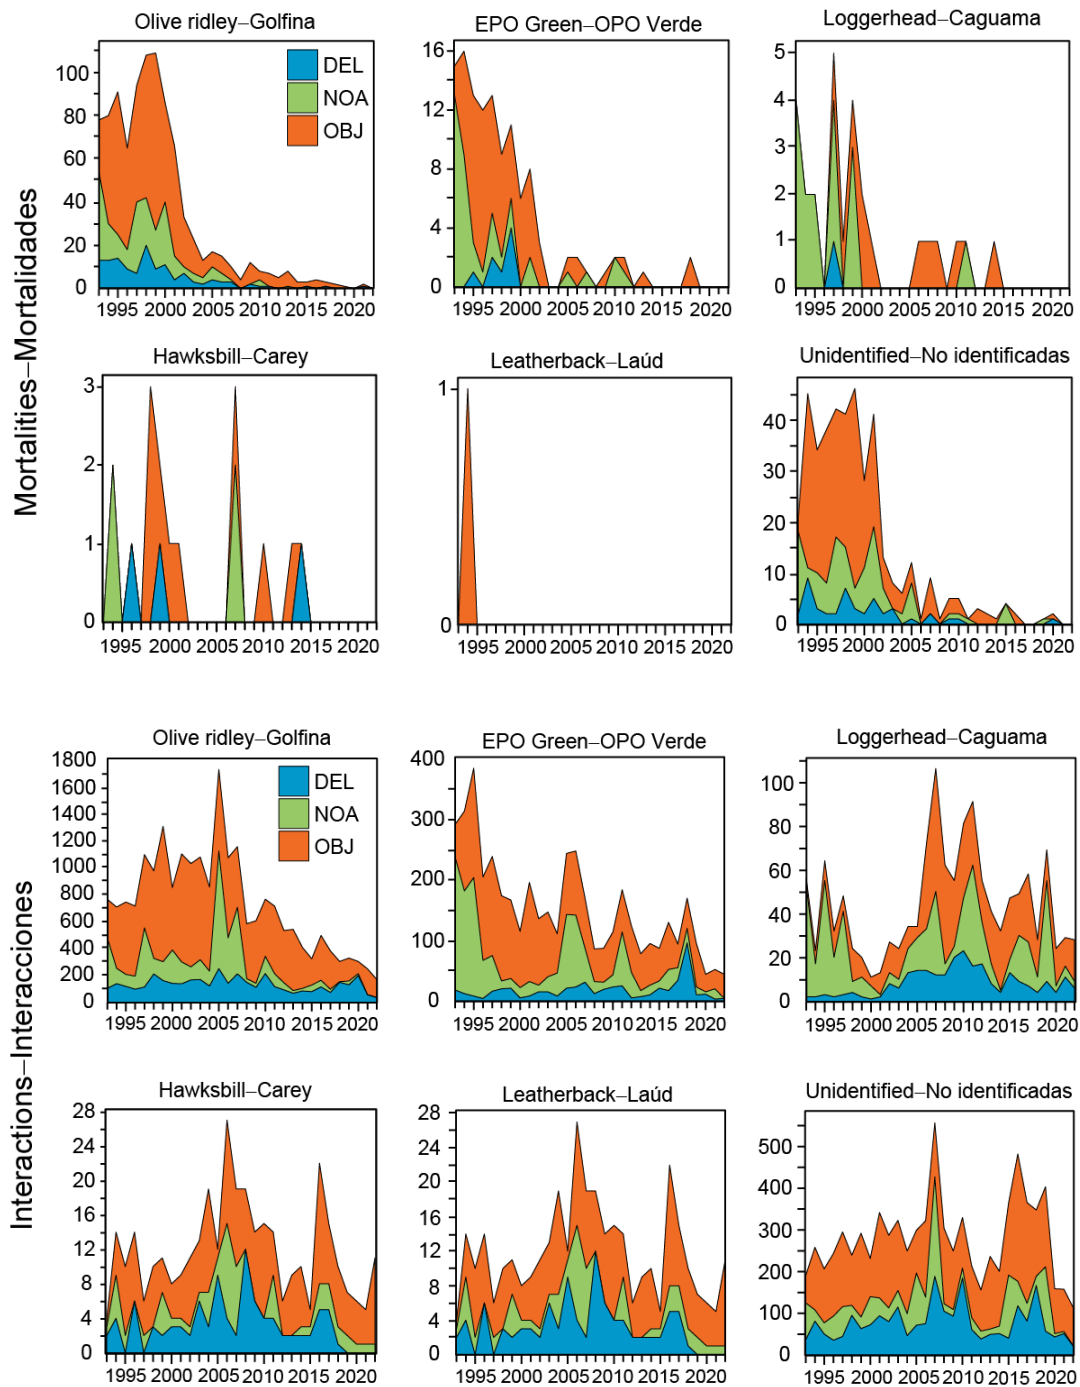 Olive ridley–Golfina
EPO Green–OPO Verde
Loggerhead–Caguama
DEL
NOA
OBJ
100
80
60
40
20
0
1995 2000 2005 2010 2015 2020
16
12
8
4
0
1995 2000 2005 2010 2015 2020
5
4
3
2
1
0
1995 2000 2005 2010 2015 2020
Mortalities–Mortalidades
Hawksbill–Carey
Leatherback–Laúd
Unidentified–No identificadas
3
2
1
0
1995 2000 2005 2010 2015 2020
1
0
1995 2000 2005 2010 2015 2020
40
30
20
10
0
1995 2000 2005 2010 2015 2020
Olive ridley–Golfina
EPO Green–OPO Verde
Loggerhead–Caguama
DEL
NOA
OBJ
1800
1600
1400
1200
1000
800
600
400
200
0
1995 2000 2005 2010 2015 2020
400
300
200
100
0
1995 2000 2005 2010 2015 2020
100
80
60
40
20
0
1995 2000 2005 2010 2015 2020
Interactions–Interacciones
Hawksbill–Carey
Leatherback–Laúd
Unidentified–No identificadas
28
24
20
16
12
8
4
0
1995 2000 2005 2010 2015 2020
28
24
20
16
12
8
4
0
1995 2000 2005 2010 2015 2020
500
400
300
200
100
0
1995 2000 2005 2010 2015 2020